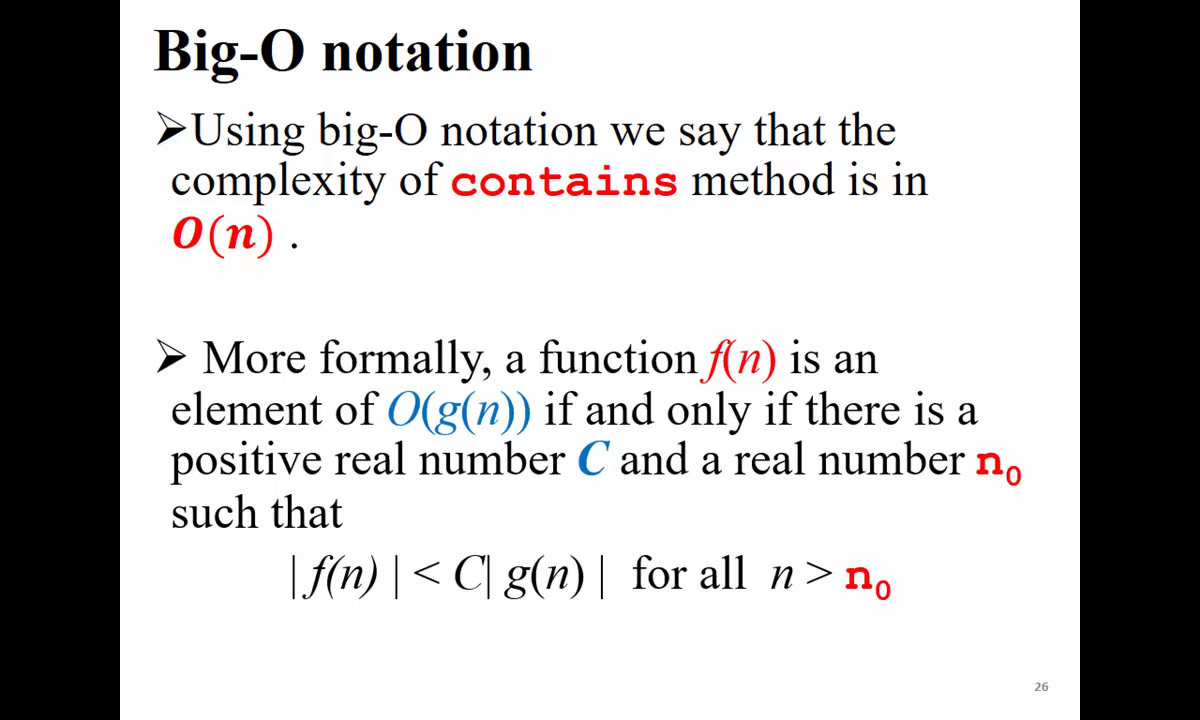 Big-O notation
➢Using big-O notation we say that the
complexity of contains method is in
O(n) .
➢ More formally, a function f(n) is an
element of O(g(n)) if and only if there is a
positive real number C and a real number n₀
such that
| f(n) | < C| g(n) | for all n > n₀
26